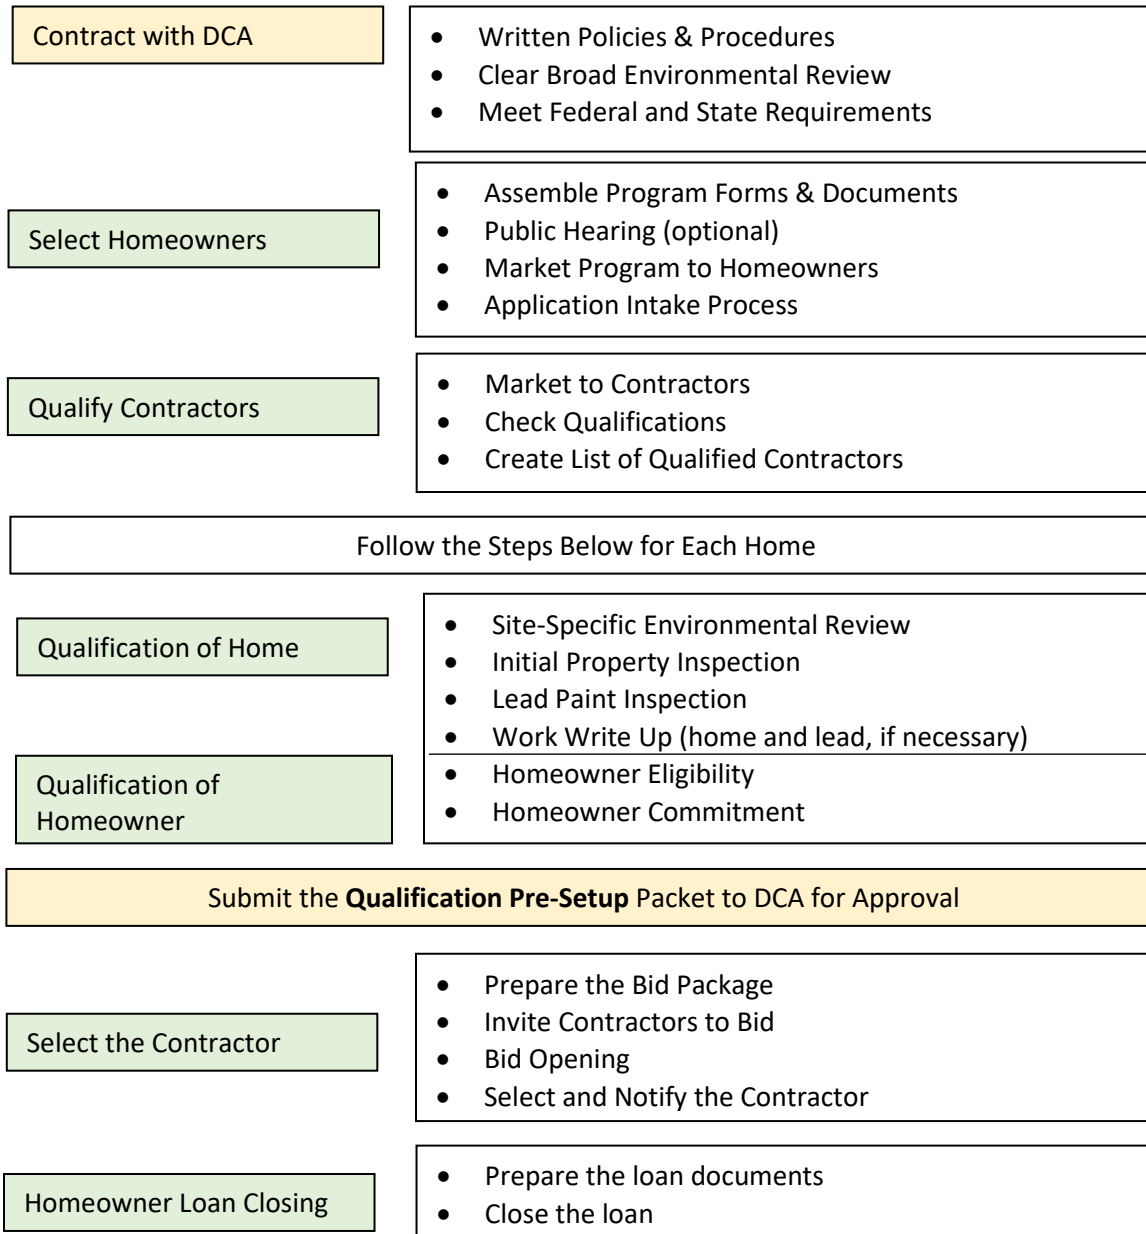 Contract with DCA
• Written Policies & Procedures
• Clear Broad Environmental Review
• Meet Federal and State Requirements
Select Homeowners
• Assemble Program Forms & Documents
• Public Hearing (optional)
• Market Program to Homeowners
• Application Intake Process
Qualify Contractors
• Market to Contractors
• Check Qualifications
• Create List of Qualified Contractors
Follow the Steps Below for Each Home
Qualification of Home
• Site-Specific Environmental Review
• Initial Property Inspection
• Lead Paint Inspection
• Work Write Up (home and lead, if necessary)
Qualification of
Homeowner
• Homeowner Eligibility
• Homeowner Commitment
Submit the Qualification Pre-Setup Packet to DCA for Approval
Select the Contractor
• Prepare the Bid Package
• Invite Contractors to Bid
• Bid Opening
• Select and Notify the Contractor
Homeowner Loan Closing
• Prepare the loan documents
• Close the loan